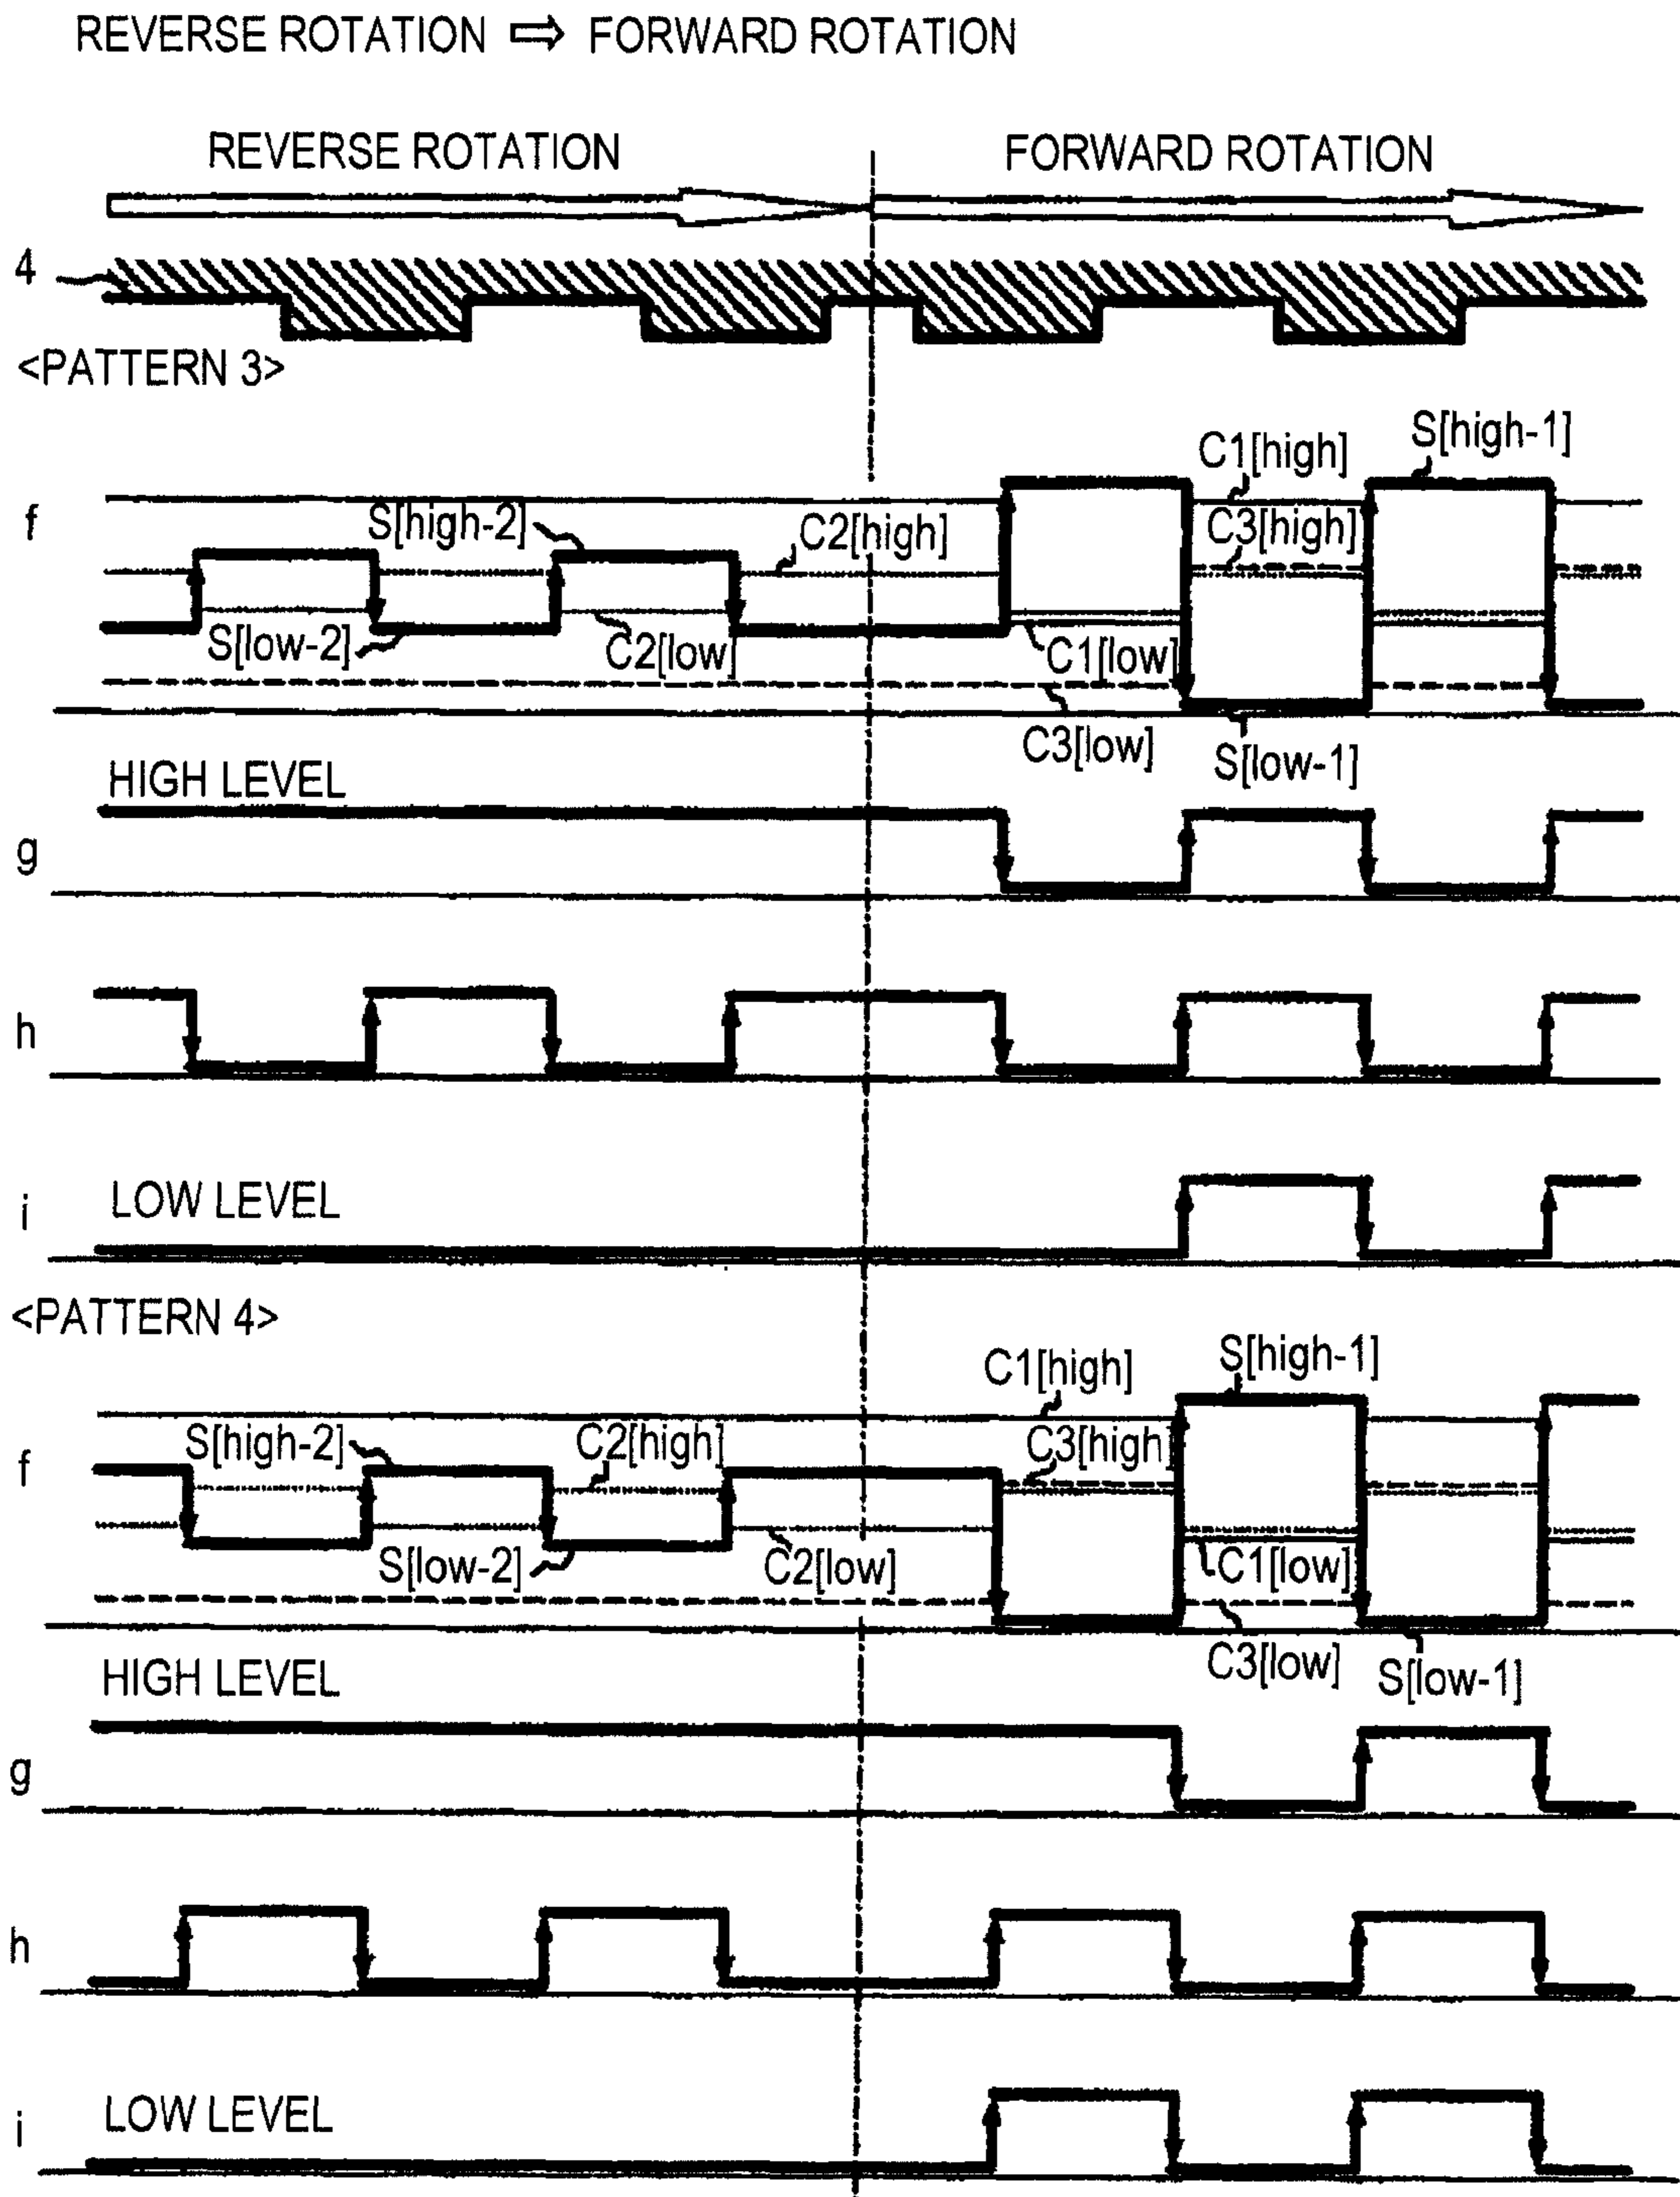 REVERSE ROTATION ⇨ FORWARD ROTATION
REVERSE ROTATION FORWARD ROTATION
4
<PATTERN 3>
C1[high] S[high-1]
f S[high-2] C2[high] C3[high]
S[low-2] C2[low] C1[low]
C3[low] S[low-1]
HIGH LEVEL
g
h
i LOW LEVEL
<PATTERN 4>
C1[high] S[high-1]
f S[high-2] C2[high] C3[high]
S[low-2] C2[low] C1[low]
HIGH LEVEL C3[low] S[low-1]
g
h
i LOW LEVEL